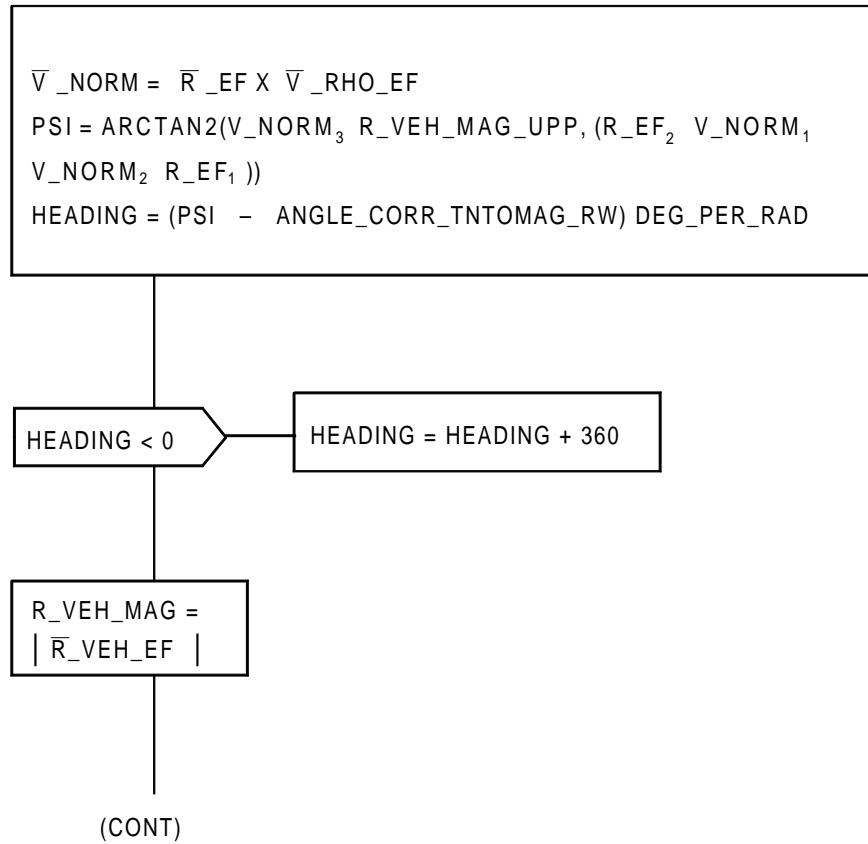 V̅ _NORM = R̅ _EF X V̅ _RHO_EF
PSI = ARCTAN2(V_NORM₃ R_VEH_MAG_UPP, (R_EF₂ V_NORM₁
V_NORM₂ R_EF₁ ))
HEADING = (PSI – ANGLE_CORR_TNTOMAG_RW) DEG_PER_RAD
HEADING < 0
HEADING = HEADING + 360
R_VEH_MAG =
| R̅_VEH_EF |
(CONT)